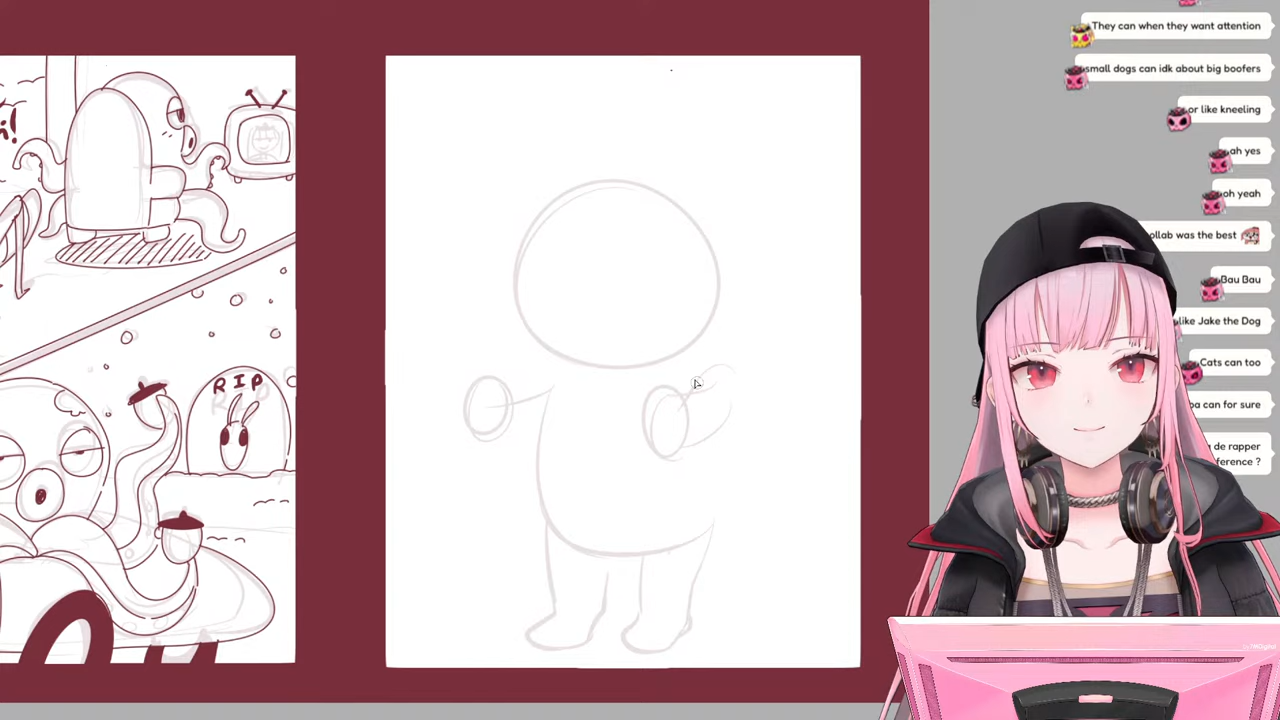 RIP
They can when they want attention
small dogs can idk about big boofers
or like kneeling
ah yes
oh yeah
was the best
Bau Bau
like Jake the Dog
Cats can too
can for sure
de rapper
?